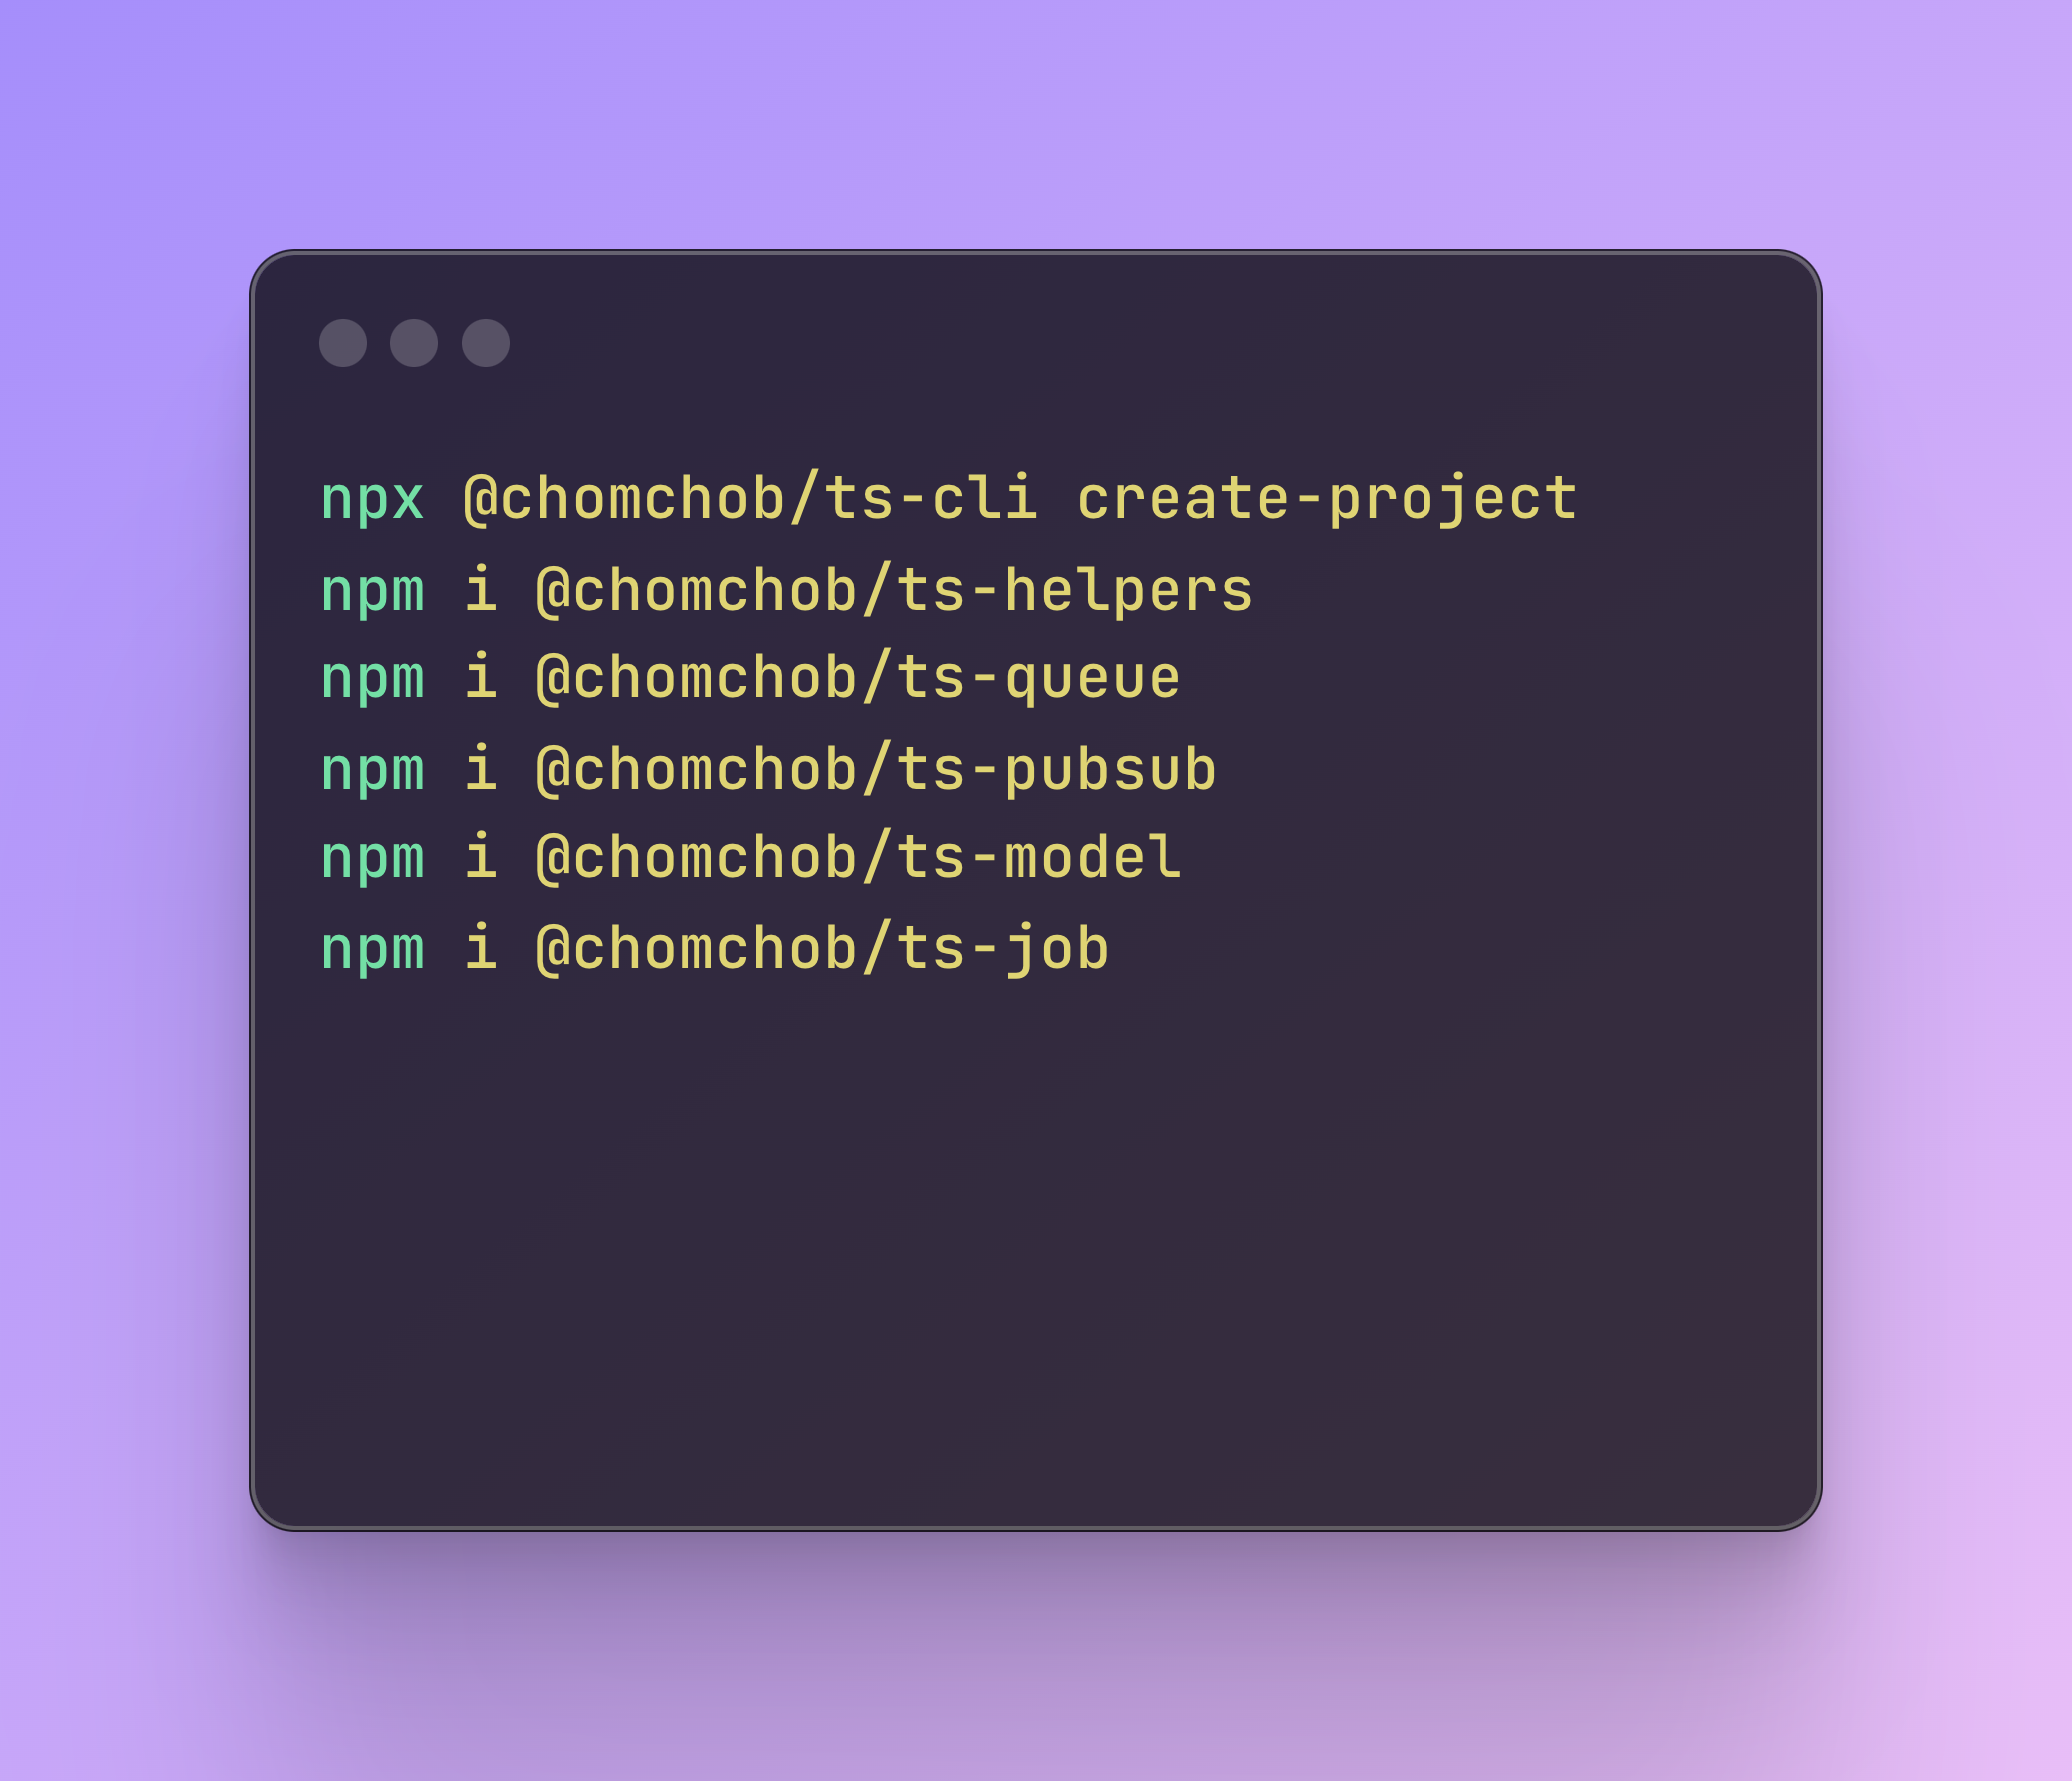 npx @chomchob/ts-cli create-project
npm i @chomchob/ts-helpers
npm i @chomchob/ts-queue
npm i @chomchob/ts-pubsub
npm i @chomchob/ts-model
npm i @chomchob/ts-job